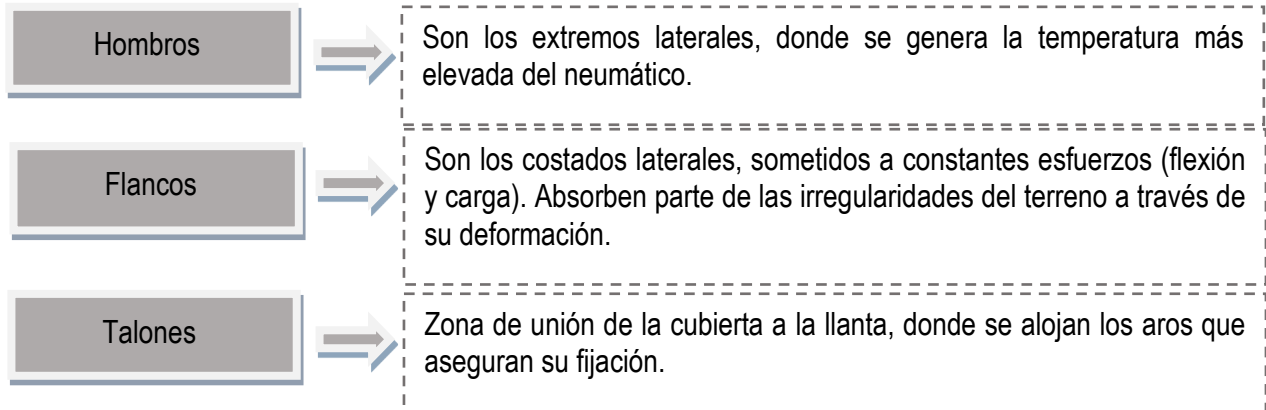 Hombros
Son los extremos laterales, donde se genera la temperatura más
elevada del neumático.
Flancos
Son los costados laterales, sometidos a constantes esfuerzos (flexión
y carga). Absorben parte de las irregularidades del terreno a través de
su deformación.
Talones
Zona de unión de la cubierta a la llanta, donde se alojan los aros que
aseguran su fijación.